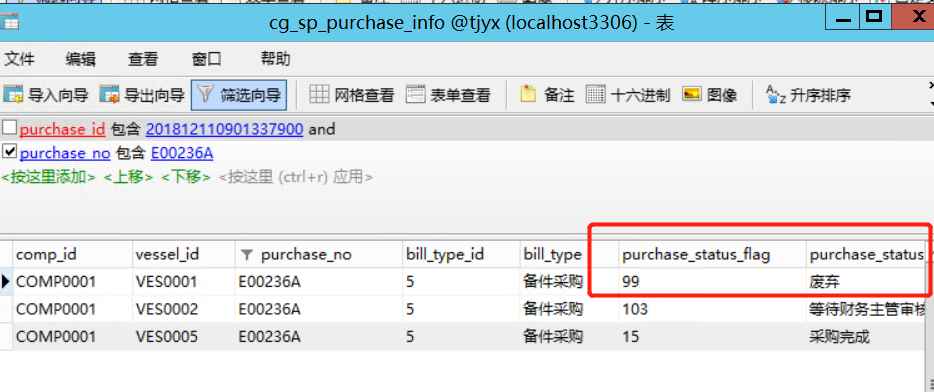 cg_sp_purchase_info @tjyx (localhost3306) - 表
文件 编辑 查看 窗口 帮助
导入向导 导出向导 筛选向导 网格查看 表单查看 备注 十六进制 图像 升序排序
purchase_id 包含 201812110901337900 and
purchase_no 包含 E00236A
<按这里添加> <上移> <下移> <按这里 (ctrl+r) 应用>
comp_id vessel_id purchase_no bill_type_id bill_type purchase_status_flag purchase_status
COMP0001 VES0001 E00236A 5 备件采购 99 废弃
COMP0001 VES0002 E00236A 5 备件采购 103 等待财务主管审核
COMP0001 VES0005 E00236A 5 备件采购 15 采购完成